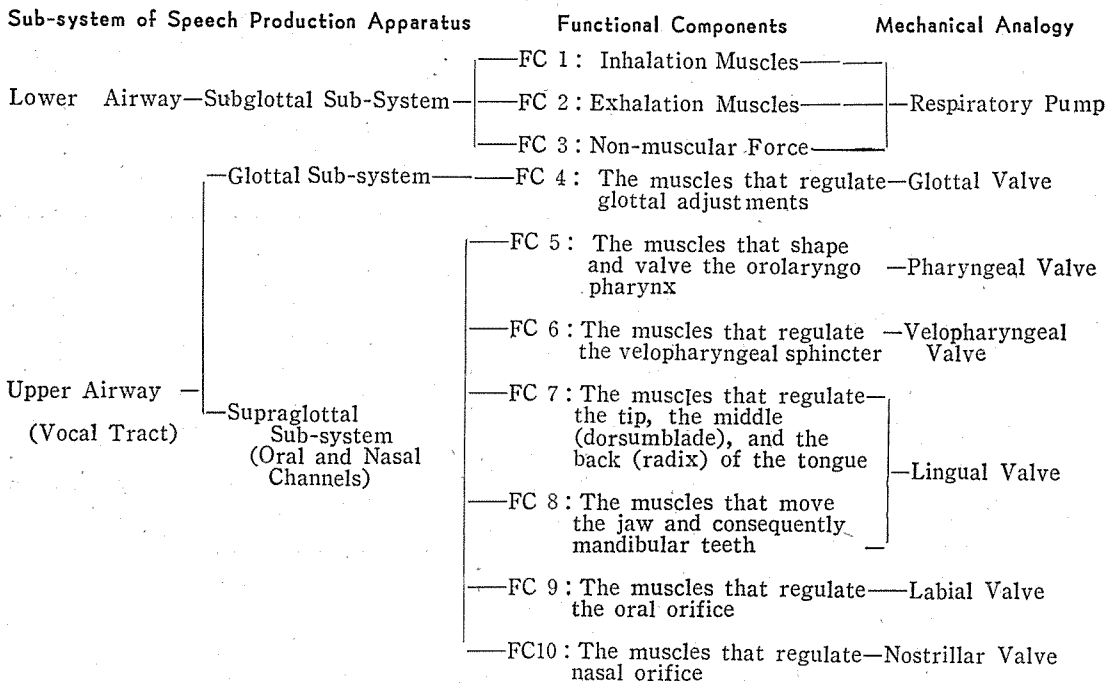 Sub-system of Speech Production Apparatus Functional Components Mechanical Analogy
FC 1 : Inhalation Muscles
Lower Airway Subglottal Sub-System FC 2 : Exhalation Muscles Respiratory Pump
FC 3 : Non-muscular Force
Glottal Sub-system FC 4 : The muscles that regulate Glottal Valve
glottal adjustments
FC 5 : The muscles that shape
and valve the orolaryngo Pharyngeal Valve
pharynx
FC 6 : The muscles that regulate Velopharyngeal
the velopharyngeal sphincter Valve
Upper Airway
(Vocal Tract)
Supraglottal
Sub-system
(Oral and Nasal
Channels)
FC 7 : The muscles that regulate
the tip, the middle
(dorsumblade), and the
back (radix) of the tongue
Lingual Valve
FC 8 : The muscles that move
the jaw and consequently
mandibular teeth
FC 9 : The muscles that regulate Labial Valve
the oral orifice
FC10 : The muscles that regulate Nostrillar Valve
nasal orifice